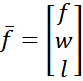 f̄ = [f
w
l]